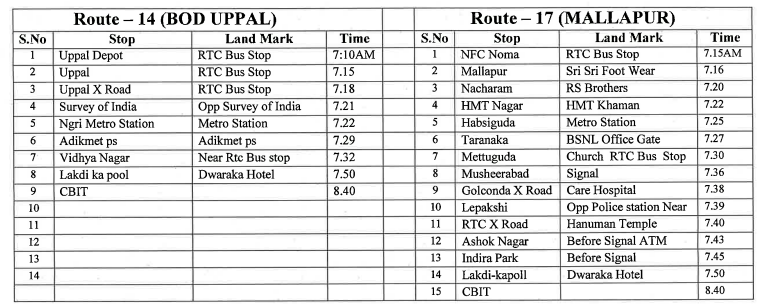 Route – 14 (BOD UPPAL)
S.No Stop Land Mark Time
1 Uppal Depot RTC Bus Stop 7:10AM
2 Uppal RTC Bus Stop 7.15
3 Uppal X Road RTC Bus Stop 7.18
4 Survey of India Opp Survey of India 7.21
5 Ngri Metro Station Metro Station 7.22
6 Adikmet ps Adikmet ps 7.29
7 Vidhya Nagar Near Rtc Bus stop 7.32
8 Lakdi ka pool Dwaraka Hotel 7.50
9 CBIT 8.40
10
11
12
13
14
Route – 17 (MALLAPUR)
S.No Stop Land Mark Time
1 NFC Noma RTC Bus Stop 7.15AM
2 Mallapur Sri Sri Foot Wear 7.16
3 Nacharam RS Brothers 7.20
4 HMT Nagar HMT Khaman 7.22
5 Habsiguda Metro Station 7.25
6 Taranaka BSNL Office Gate 7.27
7 Mettuguda Church RTC Bus Stop 7.30
8 Musheerabad Signal 7.36
9 Golconda X Road Care Hospital 7.38
10 Lepakshi Opp Police station Near 7.39
11 RTC X Road Hanuman Temple 7.40
12 Ashok Nagar Before Signal ATM 7.43
13 Indira Park Before Signal 7.45
14 Lakdi-kapoll Dwaraka Hotel 7.50
15 CBIT 8.40